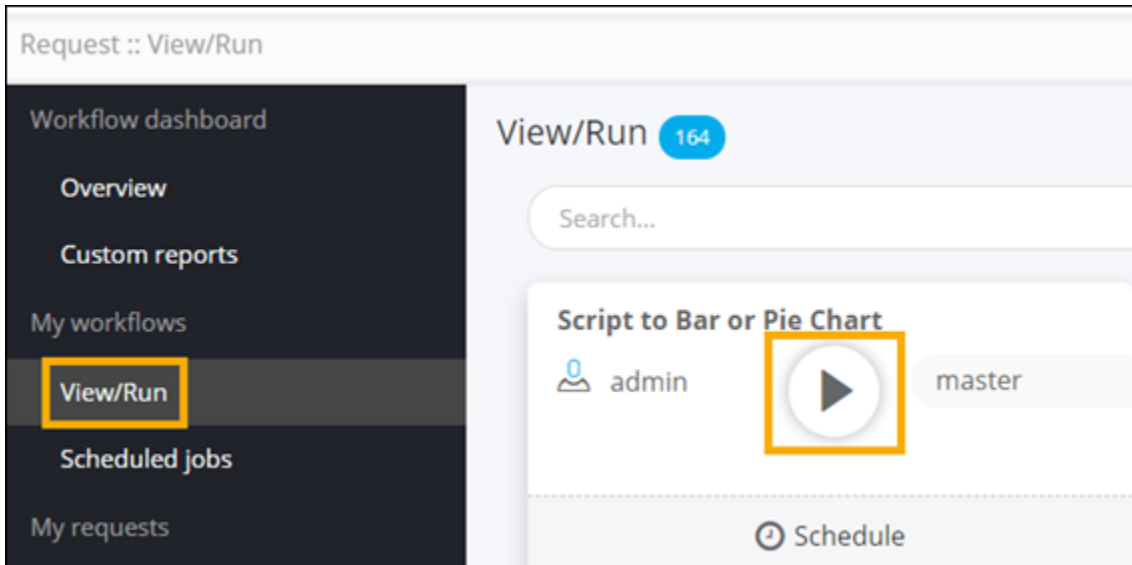 Request :: View/Run
Workflow dashboard
Overview
Custom reports
My workflows
View/Run
Scheduled jobs
My requests
View/Run 164
Search...
Script to Bar or Pie Chart
admin
master
Schedule